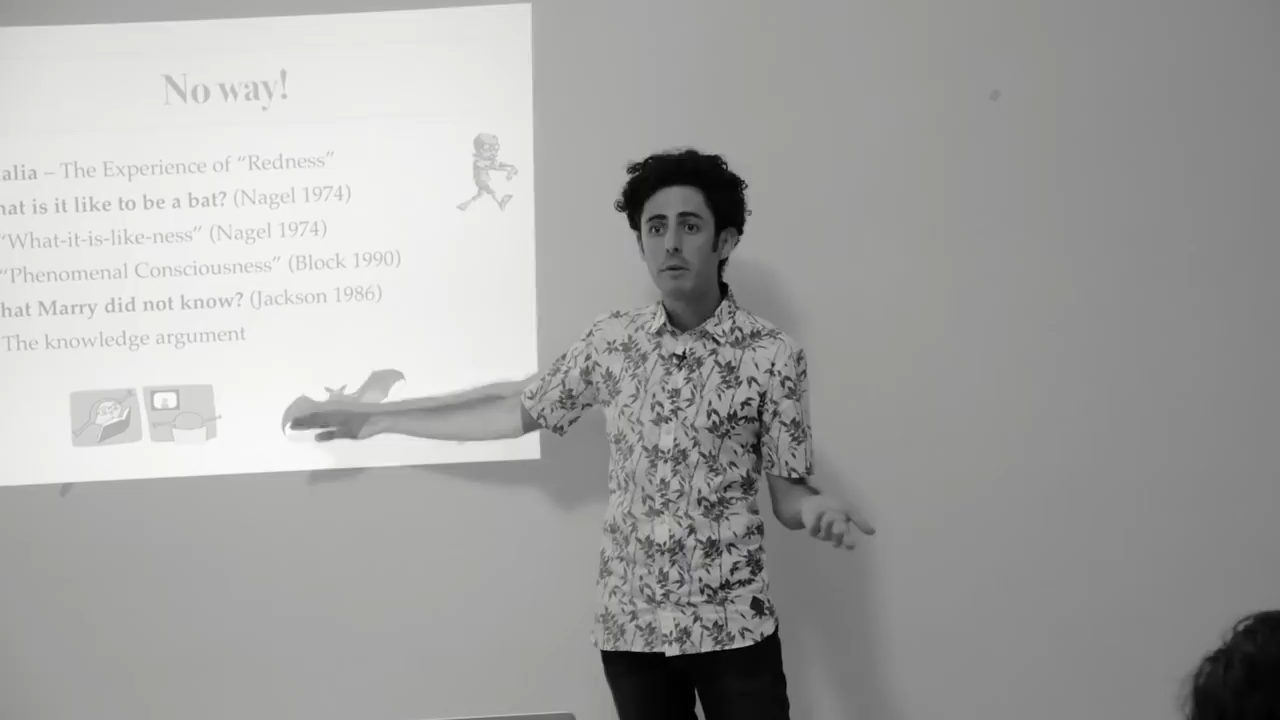 No way!
alia – The Experience of “Redness”
hat is it like to be a bat? (Nagel 1974)
“What-it-is-like-ness” (Nagel 1974)
“Phenomenal Consciousness” (Block 1990)
hat Marry did not know? (Jackson 1986)
The knowledge argument